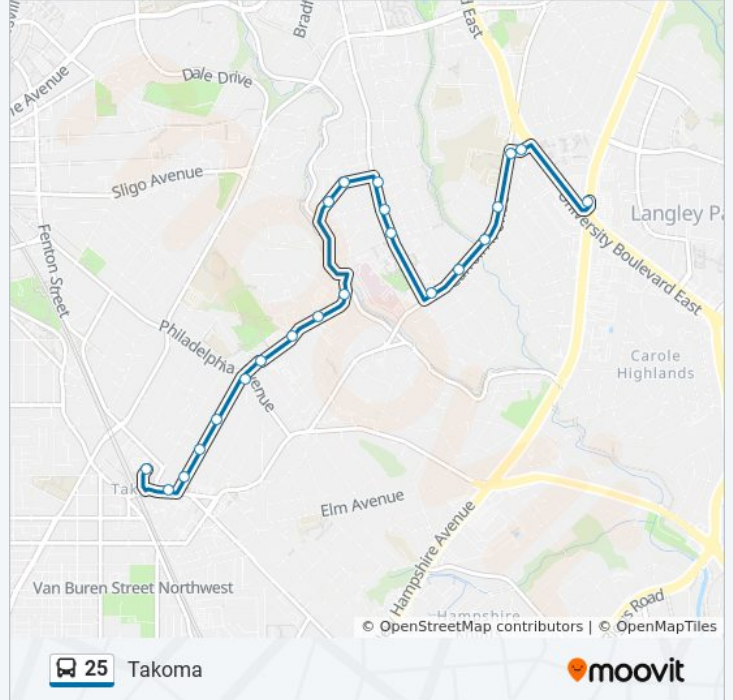 Dale Drive
Sligo Avenue
Fenton Street
Langley
University Boulevard East
Philadelphia Avenue
Carole
Highlands
Elm Avenue
Hampshire Avenue
Van Buren Street Northwest
Hampshire
Road
© OpenStreetMap contributors | © OpenMapTiles
25 Takoma
moovit